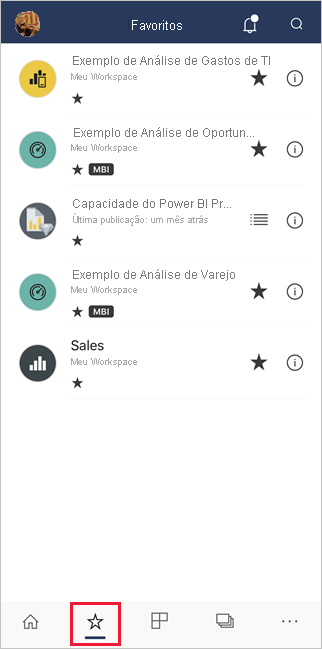 Favoritos
Exemplo de Análise de Gastos de TI
Meu Workspace
Exemplo de Análise de Oportun...
Meu Workspace
MBI
Capacidade do Power BI Pr...
Última publicação: um mês atrás
Exemplo de Análise de Varejo
Meu Workspace
MBI
Sales
Meu Workspace